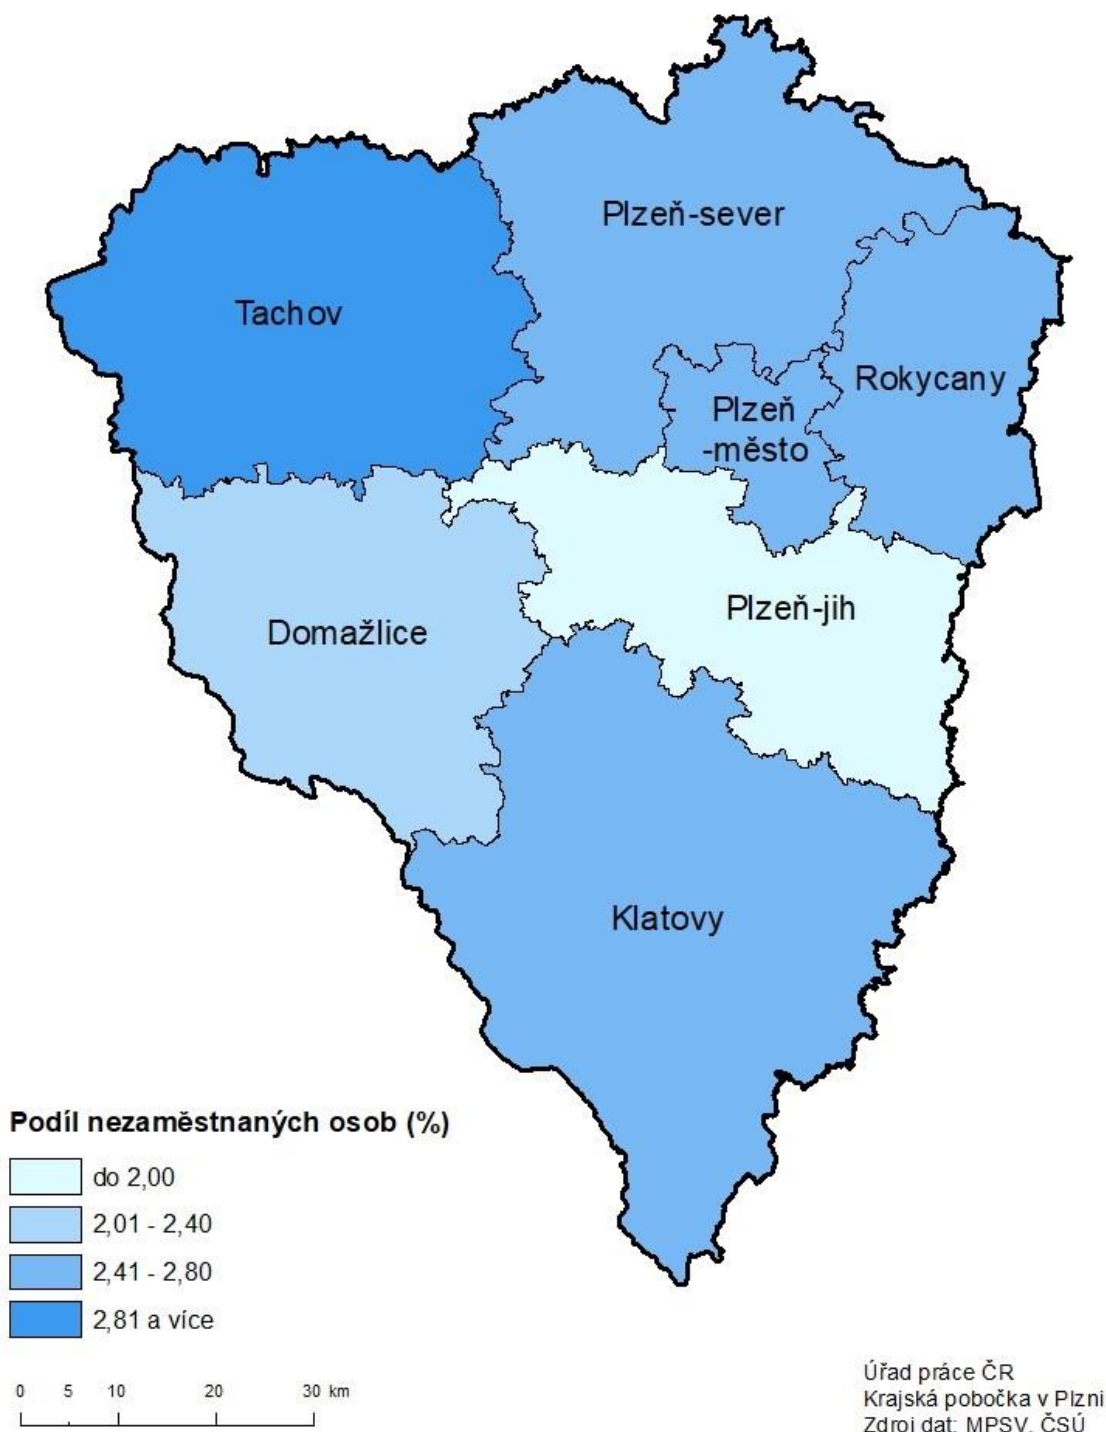 Plzeň-sever
Tachov
Rokycany
Plzeň
-město
Plzeň-jih
Domažlice
Klatovy
Podíl nezaměstnaných osob (%)
do 2,00
2,01 - 2,40
2,41 - 2,80
2,81 a více
0 5 10 20 30 km
Úřad práce ČR
Krajská pobočka v Plzni
Zdroj dat: MPSV, ČSÚ